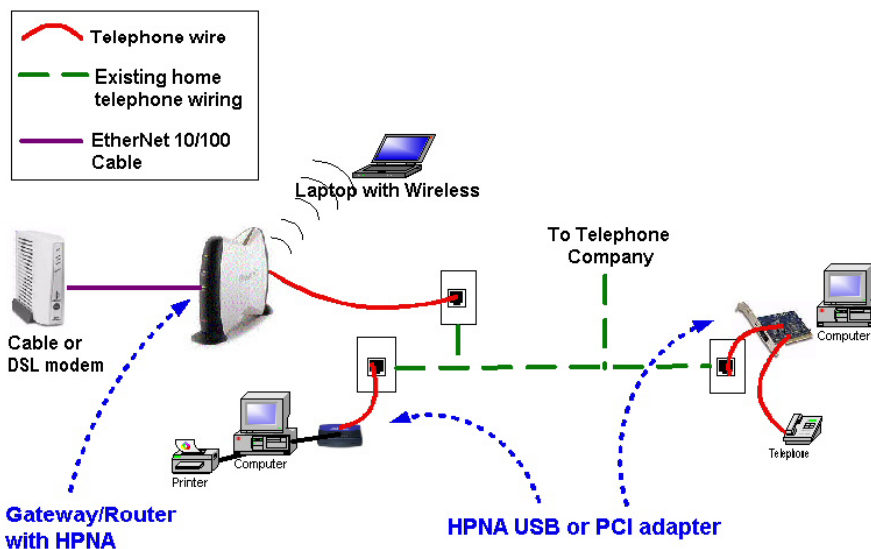 Telephone wire
Existing home
telephone wiring
EtherNet 10/100
Cable
Laptop with Wireless
To Telephone
Company
Cable or
DSL modem
Computer
Computer
Printer
Telephone
Gateway/Router
with HPNA
HPNA USB or PCI adapter